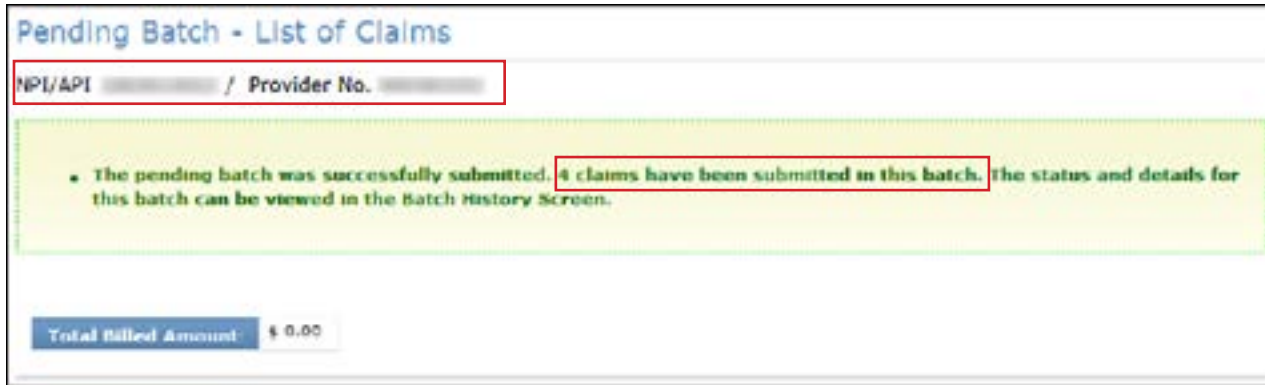 Pending Batch - List of Claims
NPI/API / Provider No.
• The pending batch was successfully submitted. 4 claims have been submitted in this batch. The status and details for
this batch can be viewed in the Batch History Screen.
Total Billed Amount: $ 0.00